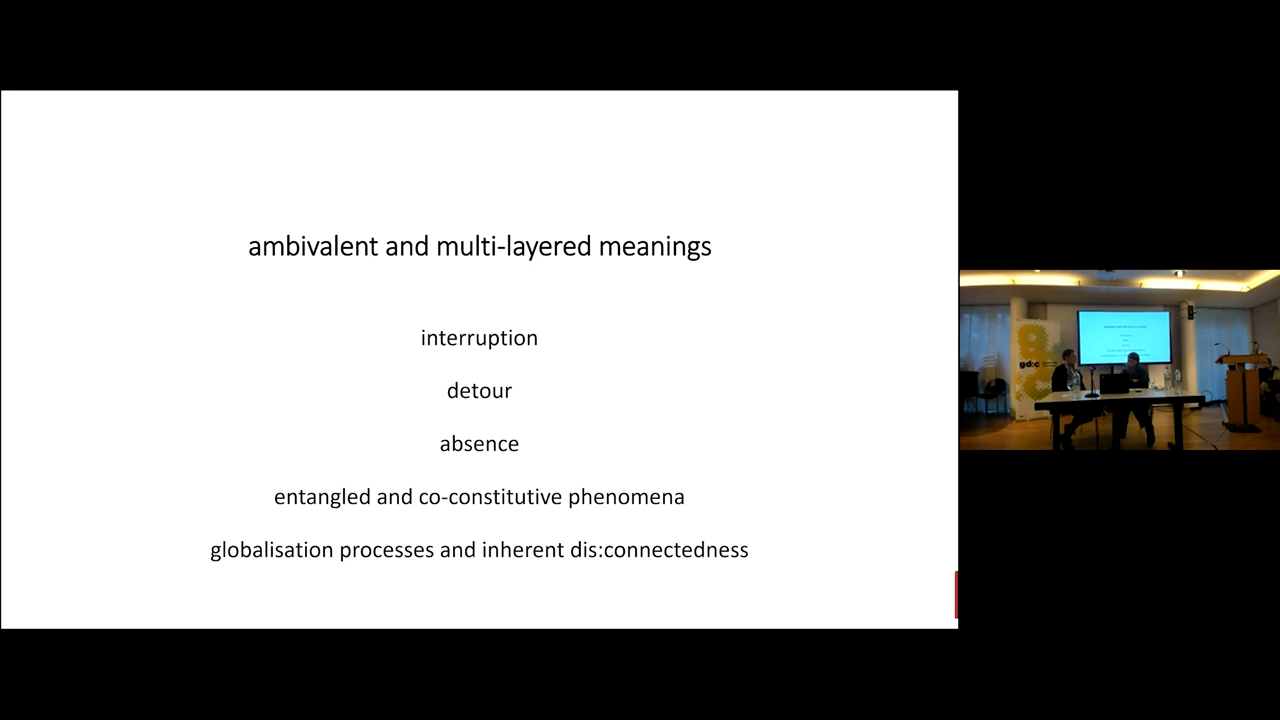 ambivalent and multi-layered meanings
interruption
detour
absence
entangled and co-constitutive phenomena
globalisation processes and inherent dis:connectedness
gd:c